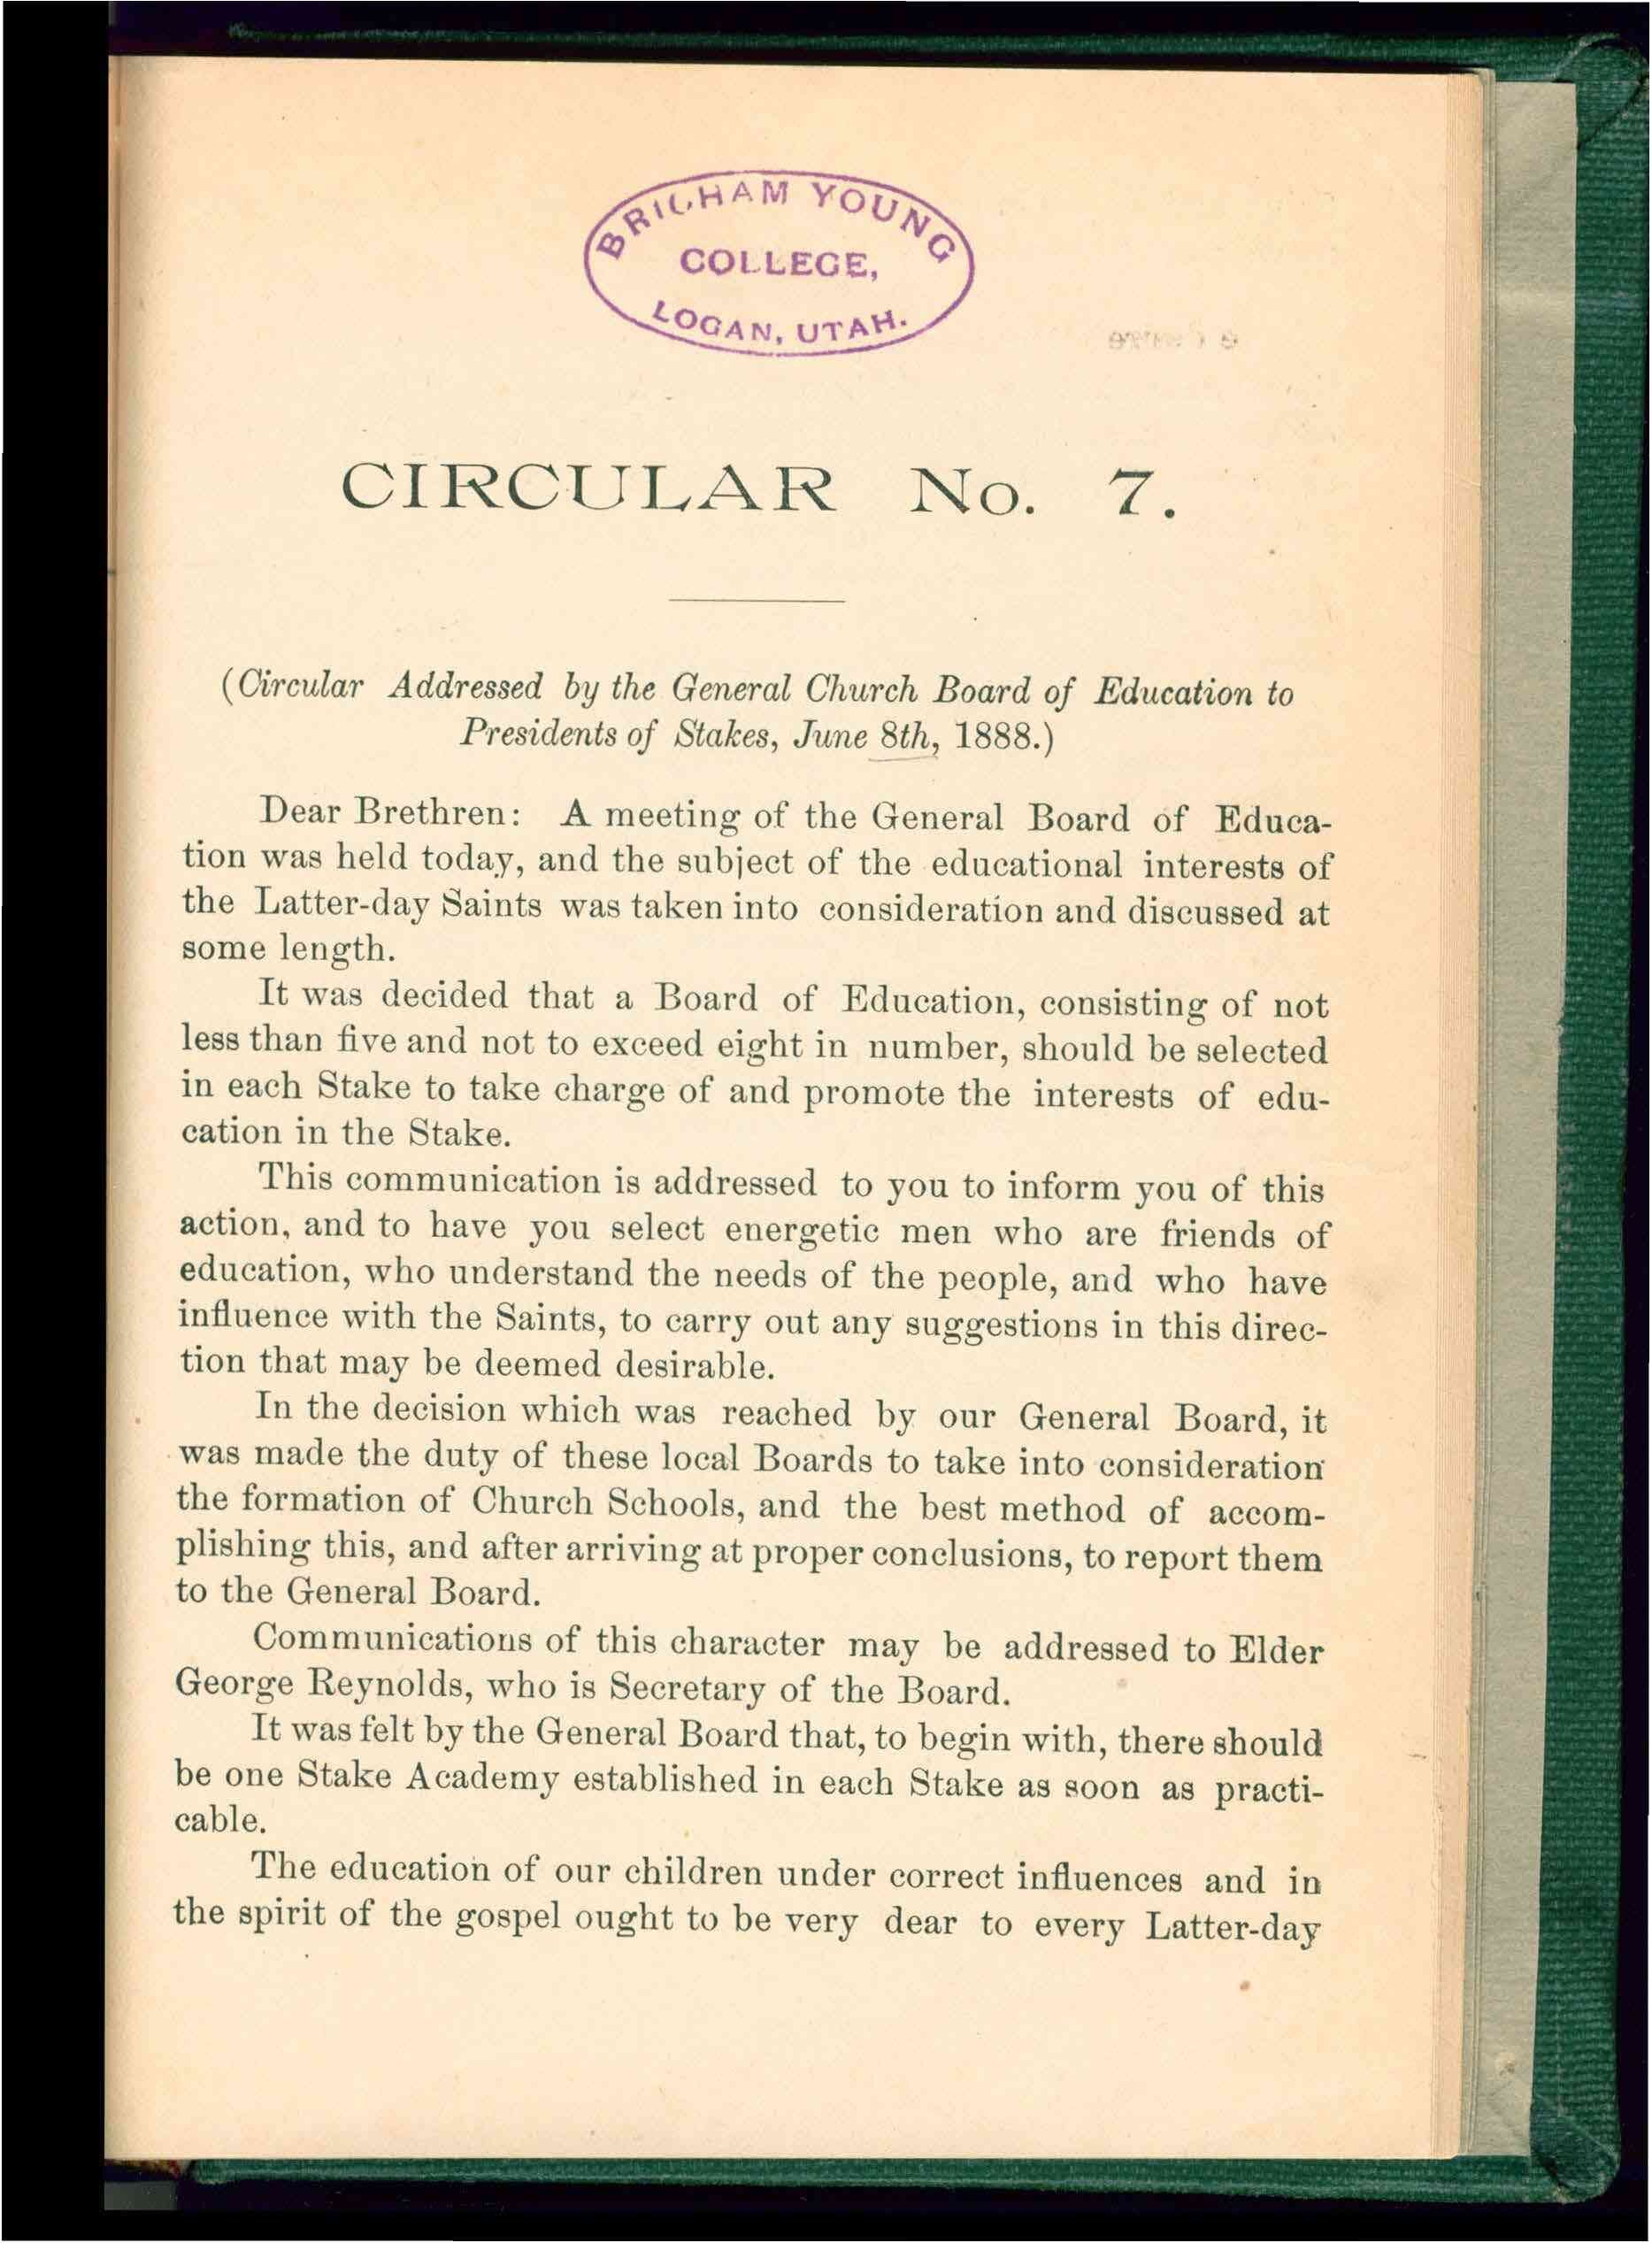 BRIGHAM YOUNG
COLLEGE,
LOGAN, UTAH.
CIRCULAR No. 7.
(Circular Addressed by the General Church Board of Education to
Presidents of Stakes, June 8th, 1888.)
Dear Brethren: A meeting of the General Board of Educa-
tion was held today, and the subject of the educational interests of
the Latter-day Saints was taken into consideration and discussed at
some length.
It was decided that a Board of Education, consisting of not
less than five and not to exceed eight in number, should be selected
in each Stake to take charge of and promote the interests of edu-
cation in the Stake.
This communication is addressed to you to inform you of this
action, and to have you select energetic men who are friends of
education, who understand the needs of the people, and who have
influence with the Saints, to carry out any suggestions in this direc-
tion that may be deemed desirable.
In the decision which was reached by our General Board, it
was made the duty of these local Boards to take into consideration
the formation of Church Schools, and the best method of accom-
plishing this, and after arriving at proper conclusions, to report them
to the General Board.
Communications of this character may be addressed to Elder
George Reynolds, who is Secretary of the Board.
It was felt by the General Board that, to begin with, there should
be one Stake Academy established in each Stake as soon as practi-
cable.
The education of our children under correct influences and in
the spirit of the gospel ought to be very dear to every Latter-day